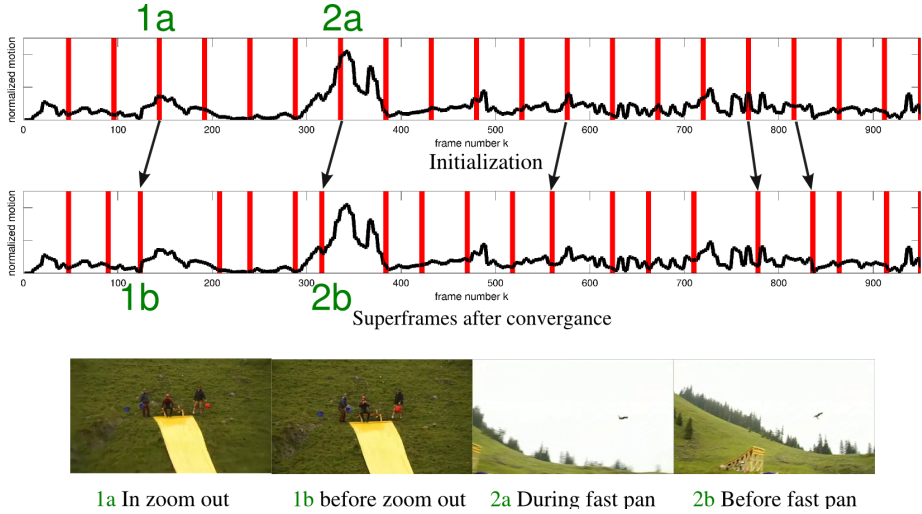 1a 2a
normalized motion
0 100 200 300 400 500 600 700 800 900
frame number k
Initialization
normalized motion
0 100 200 300 400 500 600 700 800 900
1b 2b
frame number k
Superframes after convergance
1a In zoom out 1b before zoom out 2a During fast pan 2b Before fast pan